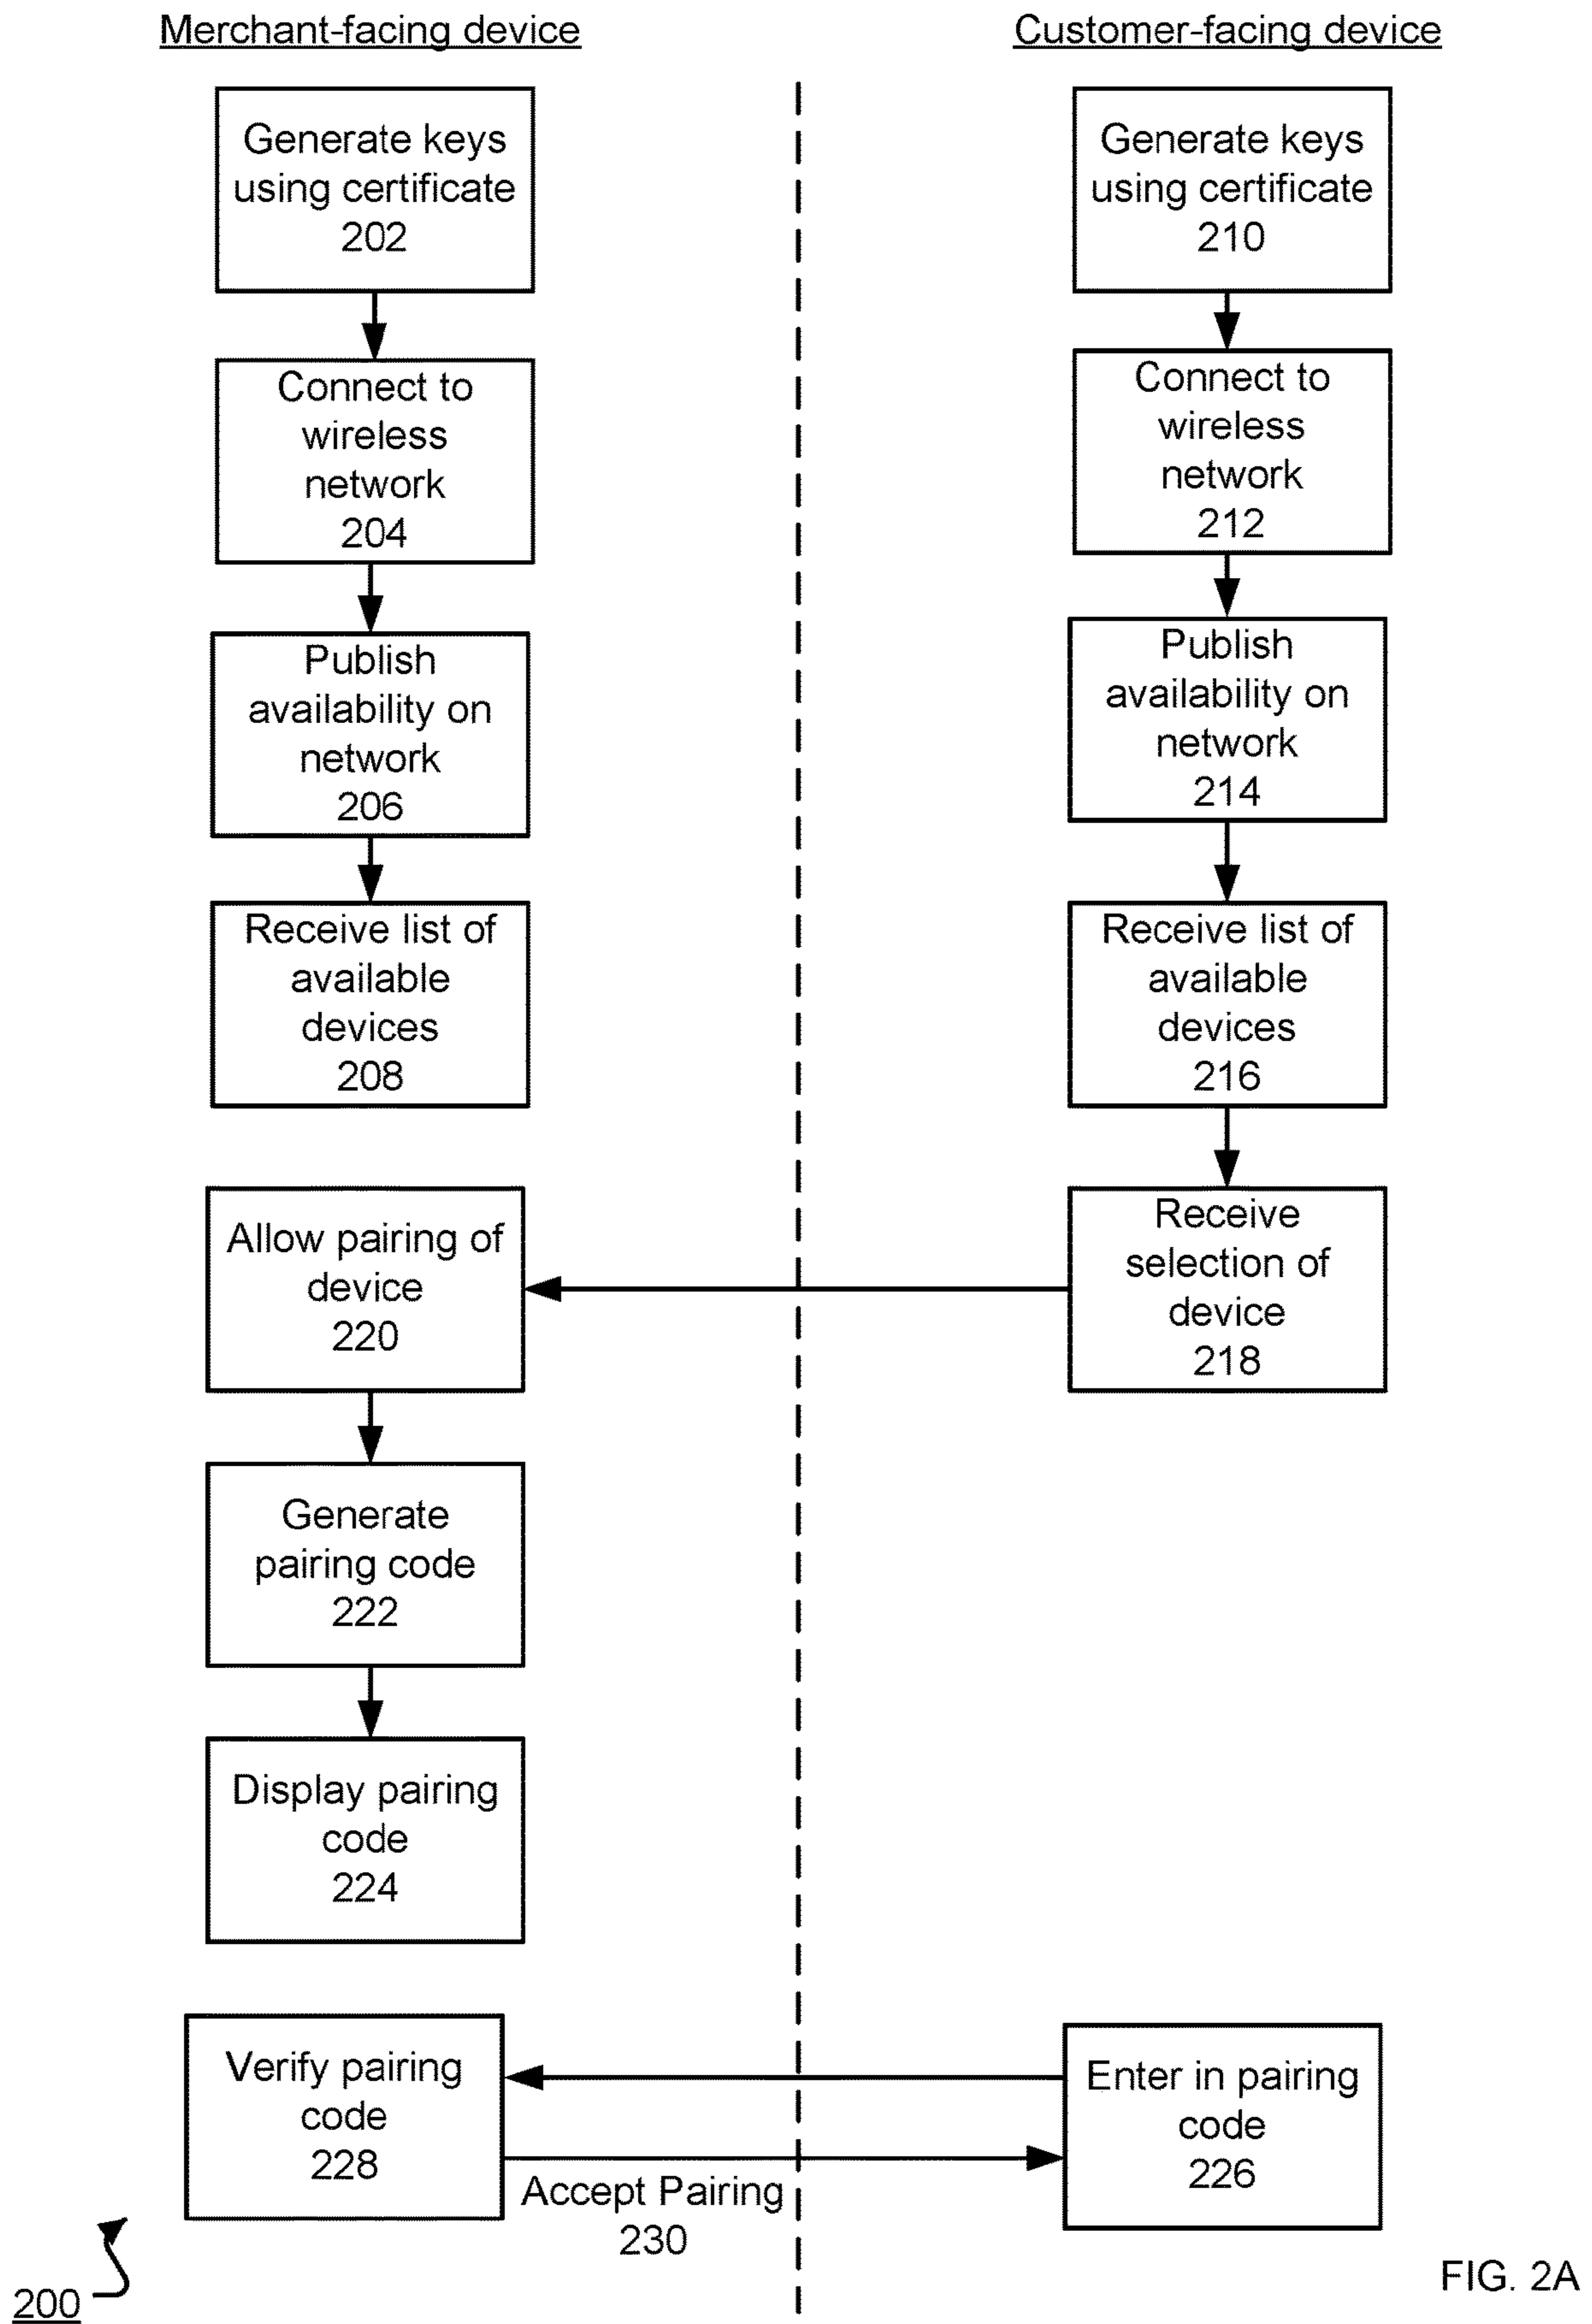 Merchant-facing device
Customer-facing device
Generate keys
using certificate
202
Generate keys
using certificate
210
Connect to
wireless
network
204
Connect to
wireless
network
212
Publish
availability on
network
206
Publish
availability on
network
214
Receive list of
available
devices
208
Receive list of
available
devices
216
Allow pairing of
device
220
Receive
selection of
device
218
Generate
pairing code
222
Display pairing
code
224
Verify pairing
code
228
Enter in pairing
code
226
Accept Pairing
230
200
FIG. 2A